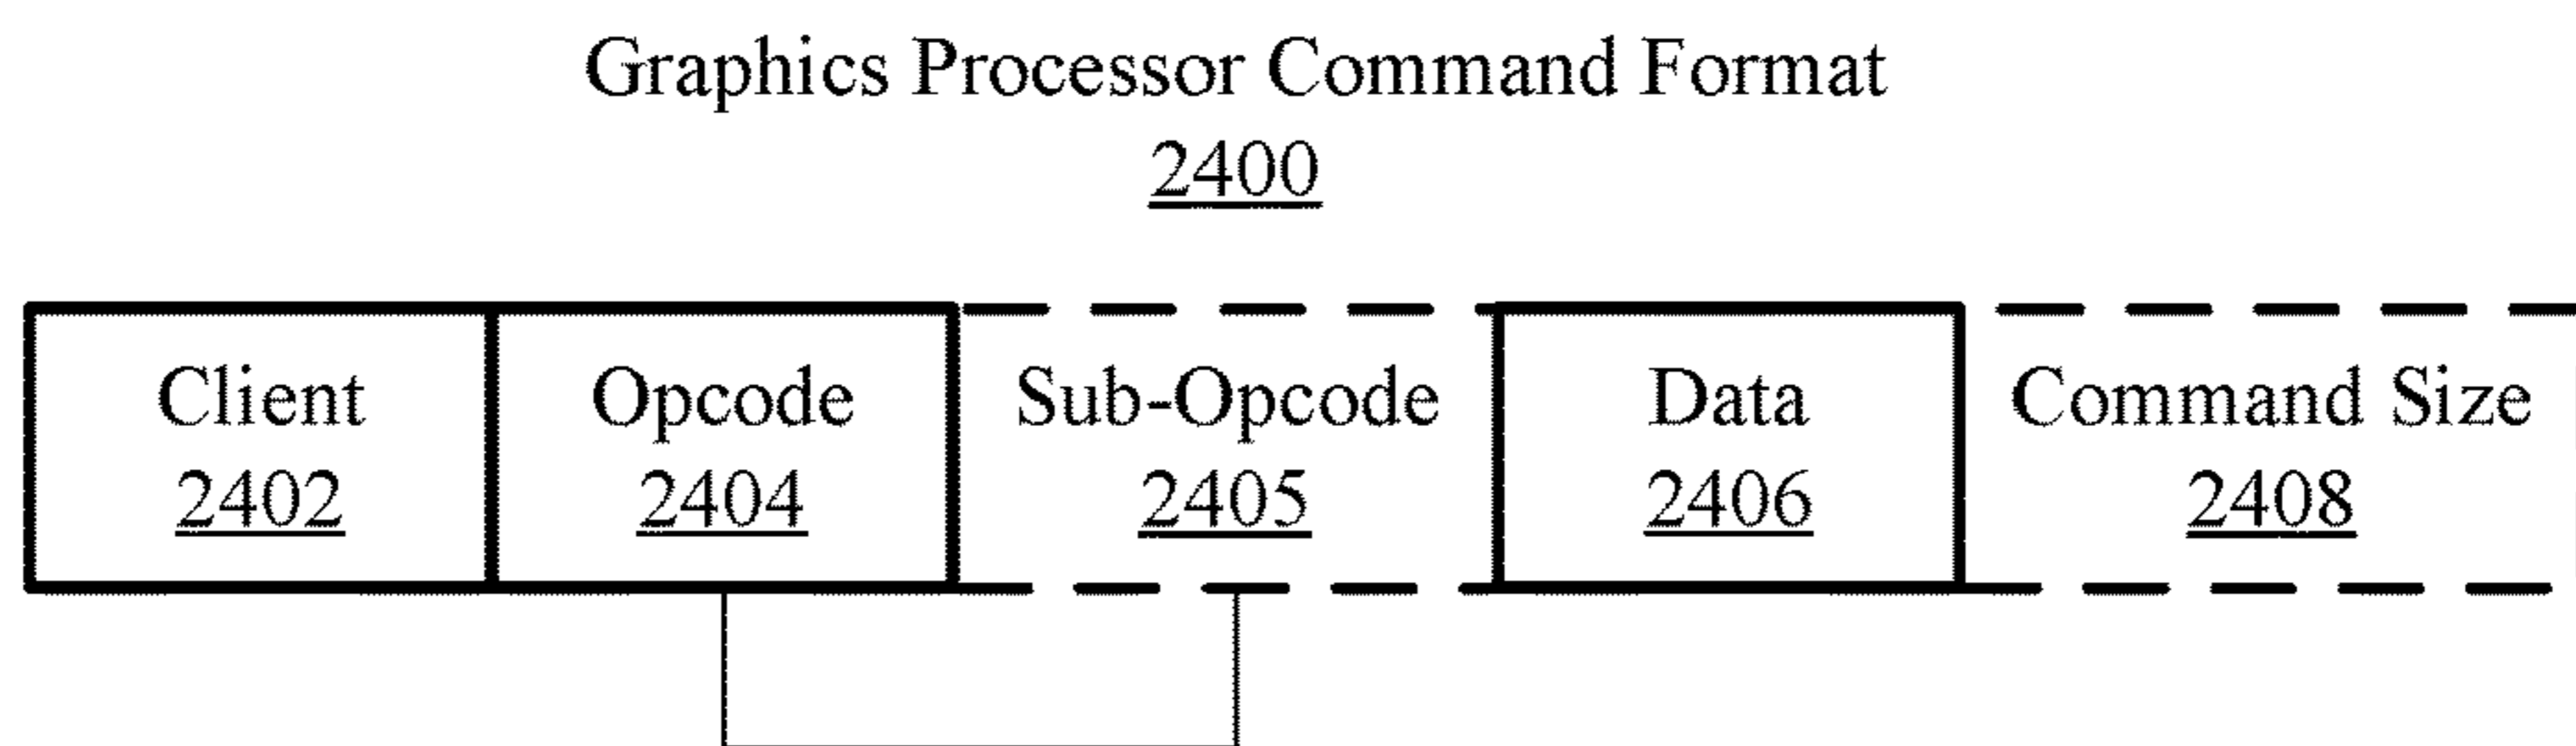 Graphics Processor Command Format
2400
Client Opcode Sub-Opcode Data Command Size
2402 2404 2405 2406 2408